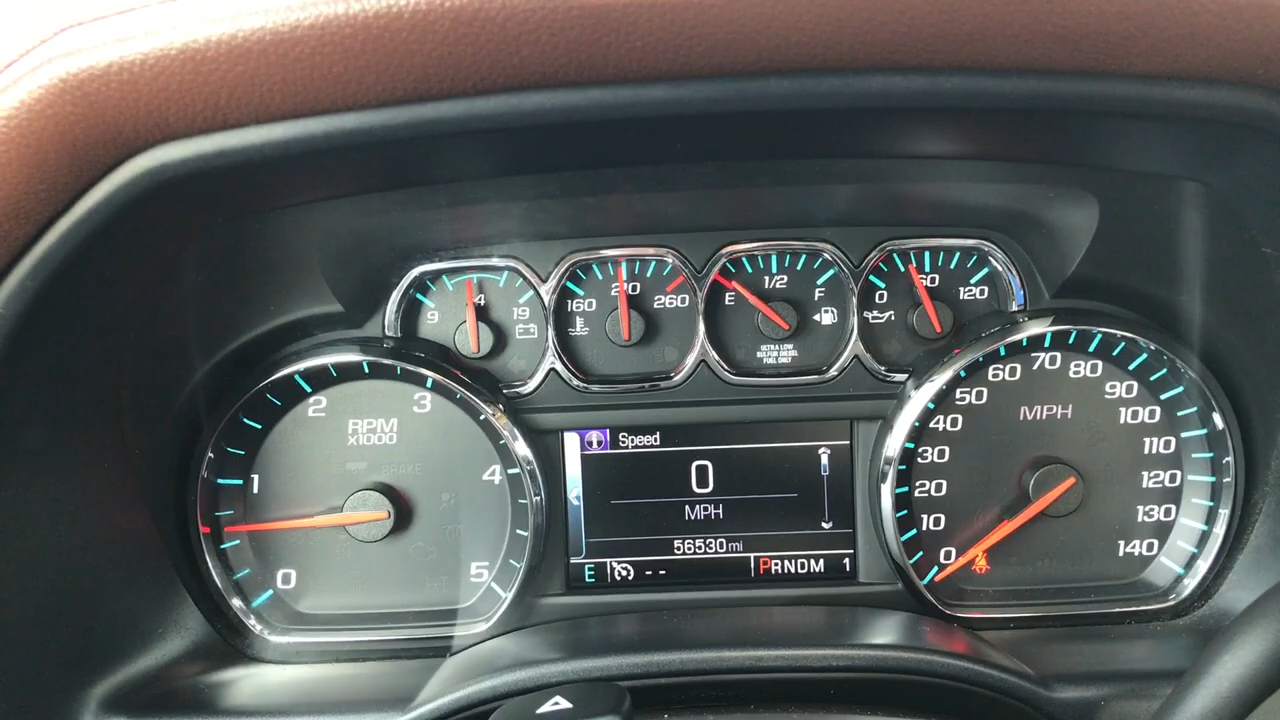 9 14 19
160 210 260
E 1/2 F
ULTRA LOW
SULFUR DIESEL
FUEL ONLY
0 60 120
RPM
x1000
0 1 2 3 4 5
BRAKE
Speed
0
MPH
56530 mi
E -- PRNDM 1
MPH
0 10 20 30 40 50 60 70 80 90 100 110 120 130 140